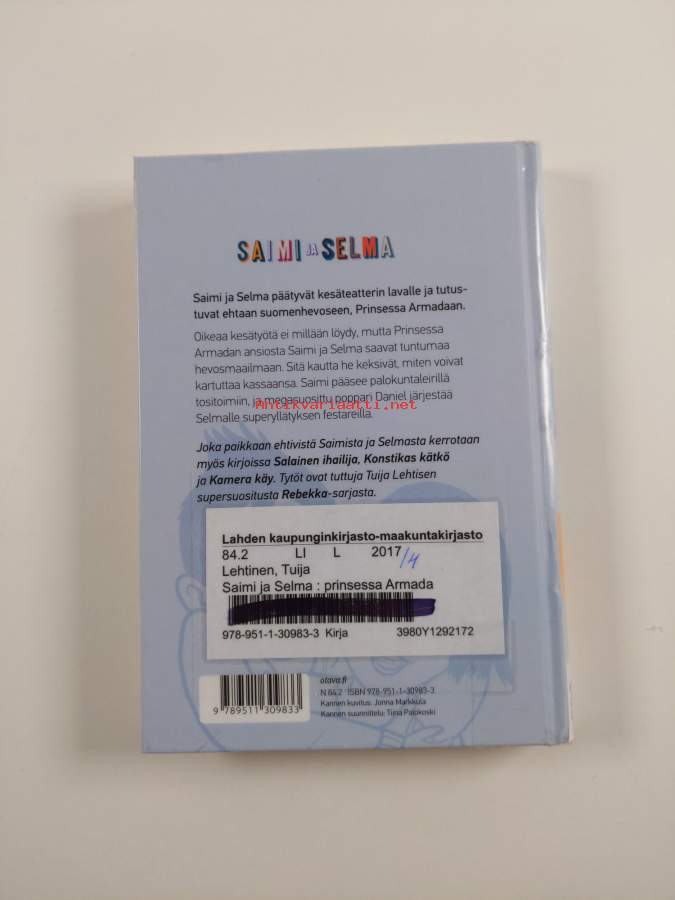 SAIMI JA SELMA
Saimi ja Selma päätyvät kesäteatterin lavalle ja tutus-
tuvat ehtaan suomenhevoseen, Prinsessa Armadaan.
Oikeaa kesätyötä ei millään löydy, mutta Prinsessa
Armadan ansiosta Saimi ja Selma saavat tuntumaa
hevosmaailmaan. Sitä kautta he keksivät, miten voivat
kartuttaa kassaansa. Saimi pääsee palokuntaleirillä
tositoimiin, ja megasuosittu poppari Daniel järjestää
Antikvariaatti.net
Selmalle superyllätyksen festareilla.
Joka paikkaan ehtivistä Saimista ja Selmasta kerrotaan
myös kirjoissa Salainen ihailija, Konstikas kätkö
ja Kamera käy. Tytöt ovat tuttuja Tuija Lehtisen
supersuositusta Rebekka-sarjasta.
Lahden kaupunginkirjasto-maakuntakirjasto
84.2 LI L 2017/4
Lehtinen, Tuija
Saimi ja Selma : prinsessa Armada
978-951-1-30983-3 Kirja 3980Y1292172
otava.fi
N 84.2 ISBN 978-951-1-30983-3
Kannen kuvitus: Jonna Markkula
Kannen suunnittelu: Tiina Palokoski
9 789511 309833